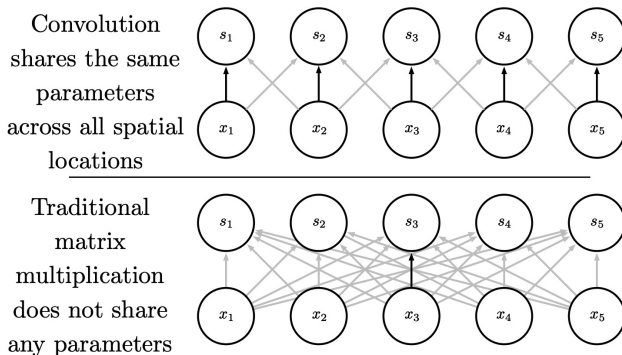 Convolution
shares the same
parameters
across all spatial
locations
s₁ s₂ s₃ s₄ s₅
x₁ x₂ x₃ x₄ x₅
Traditional
matrix
multiplication
does not share
any parameters
s₁ s₂ s₃ s₄ s₅
x₁ x₂ x₃ x₄ x₅